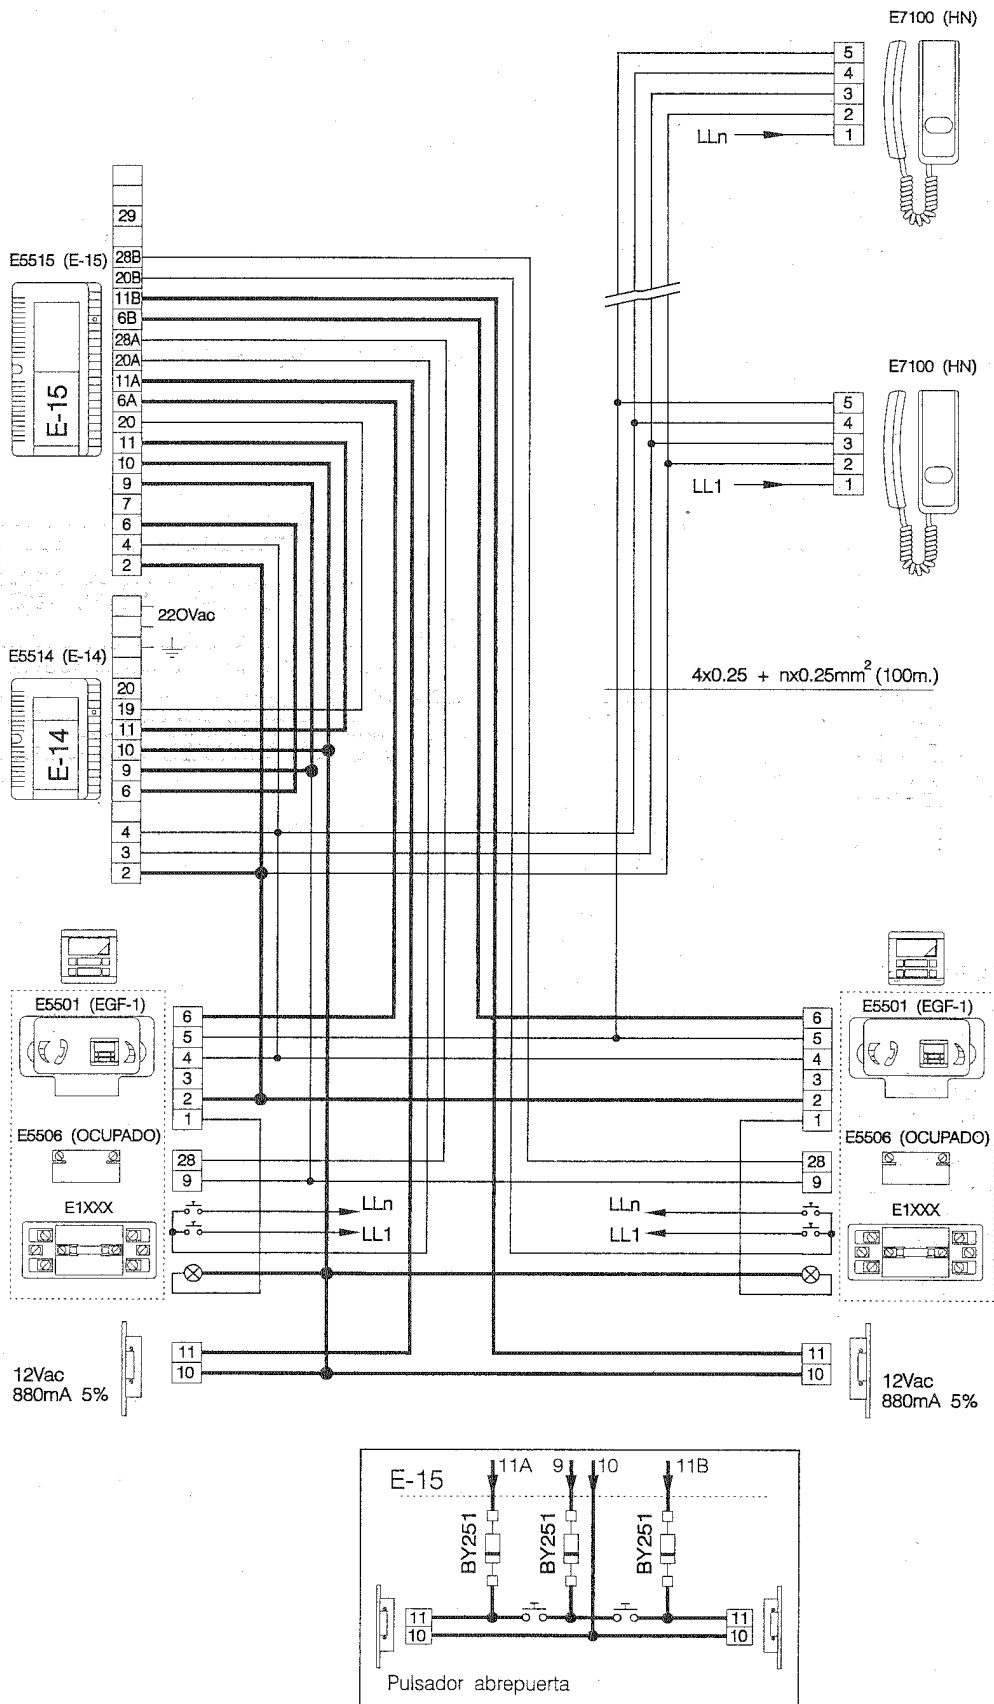 E7100 (HN)
5
4
3
2
1
LLn
29
28B
20B
11B
6B
28A
20A
11A
6A
20
11
10
9
7
6
4
2
E5515 (E-15)
E-15
E7100 (HN)
5
4
3
2
1
LL1
220Vac
E5514 (E-14)
E-14
20
19
11
10
9
6
4
3
2
4x0.25 + nx0.25mm² (100m.)
E5501 (EGF-1)
6
5
4
3
2
1
E5506 (OCUPADO)
28
9
E1XXX
LLn
LL1
11
10
12Vac
880mA 5%
6
5
4
3
2
1
E5501 (EGF-1)
E5506 (OCUPADO)
28
9
E1XXX
LLn
LL1
11
10
12Vac
880mA 5%
E-15
11A
9
10
11B
BY251
BY251
BY251
11
10
11
10
Pulsador abrepuerta